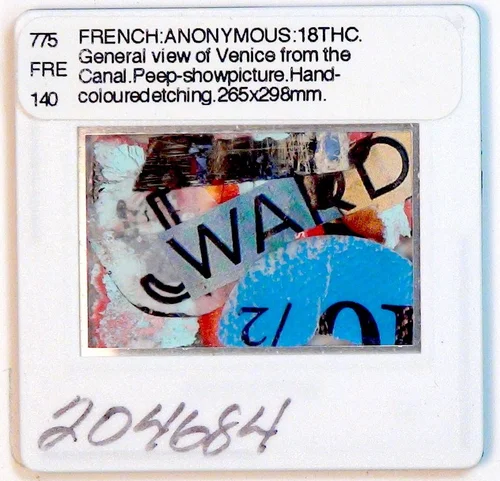 775 FRENCH:ANONYMOUS:18THC.
FRE General view of Venice from the
Canal.Peep-showpicture.Hand-
140 colouredetching.265x298mm.
WARD
2/
204684